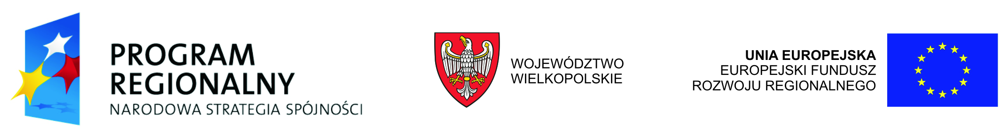 PROGRAM
REGIONALNY
NARODOWA STRATEGIA SPÓJNOŚCI
WOJEWÓDZTWO
WIELKOPOLSKIE
UNIA EUROPEJSKA
EUROPEJSKI FUNDUSZ
ROZWOJU REGIONALNEGO